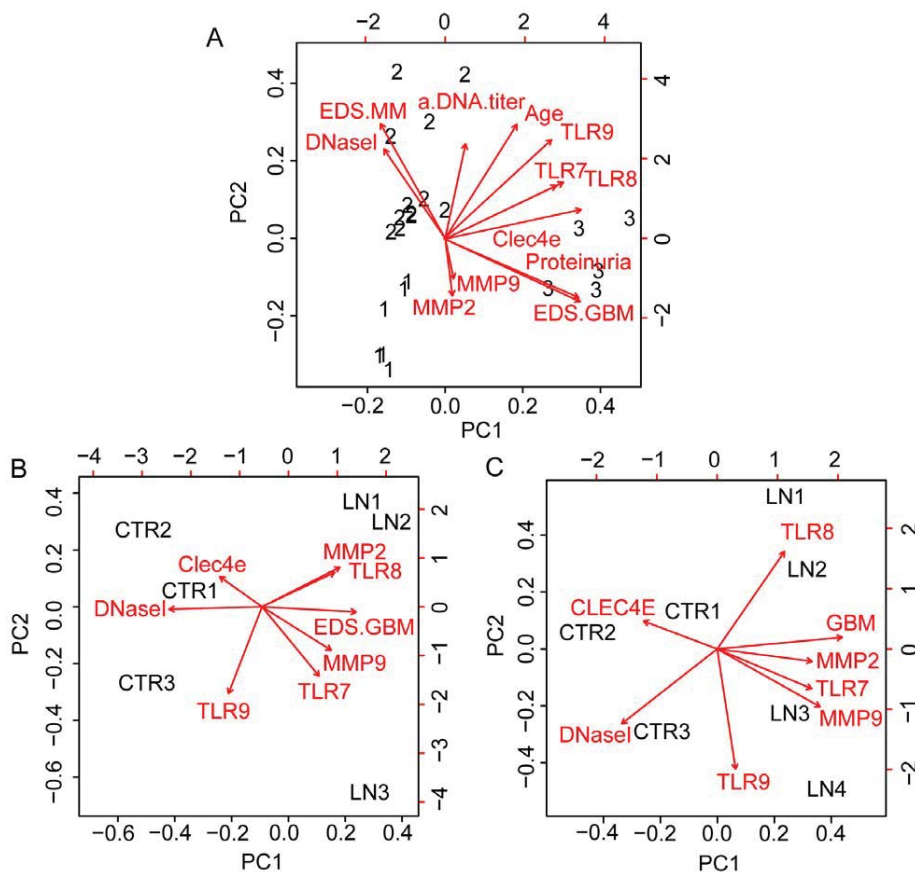 A
−2 0 2 4
0.4 0.2 0.0 −0.2
PC2
4 2 0 −2
2 2
a.DNA.titer
EDS.MM 2 Age
2 TLR9
DNaseI
TLR7 TLR8
2 2 2
2 2 2
2 2 3 3
Clec4e
Proteinuria 3
1 MMP9 3 3
1
MMP2 EDS.GBM
1
1 1
1
−0.2 0.0 0.2 0.4
PC1
B
−4 −3 −2 −1 0 1 2
0.4 0.2 0.0 −0.2 −0.4 −0.6
PC2
2 1 0 −1 −2 −3 −4
LN1
CTR2 LN2
Clec4e MMP2
TLR8
CTR1
DNaseI
EDS.GBM
MMP9
CTR3 TLR7
TLR9
LN3
−0.6 −0.4 −0.2 0.0 0.2 0.4
PC1
C
−2 −1 0 1 2
0.4 0.2 0.0 −0.2 −0.4
PC2
2 1 0 −1 −2
LN1
TLR8
LN2
CLEC4E CTR1 GBM
CTR2
MMP2
TLR7
LN3 MMP9
DNaseI CTR3
TLR9 LN4
−0.4 −0.2 0.0 0.2 0.4
PC1